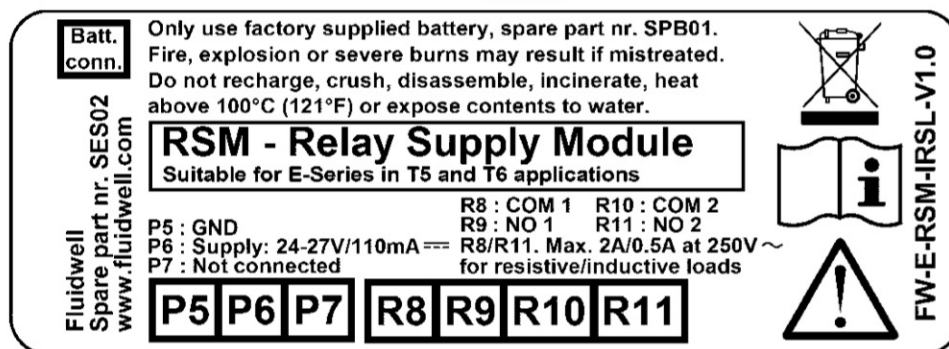 Batt.
conn.
Only use factory supplied battery, spare part nr. SPB01.
Fire, explosion or severe burns may result if mistreated.
Do not recharge, crush, disassemble, incinerate, heat
above 100°C (121°F) or expose contents to water.
RSM - Relay Supply Module
Suitable for E-Series in T5 and T6 applications
P5 : GND
P6 : Supply: 24-27V/110mA ⎓
P7 : Not connected
R8 : COM 1 R10 : COM 2
R9 : NO 1 R11 : NO 2
R8/R11. Max. 2A/0.5A at 250V ~
for resistive/inductive loads
P5 P6 P7 R8 R9 R10 R11
Fluidwell
Spare part nr. SES02
www.fluidwell.com
i
!
FW-E-RSM-IRSL-V1.0